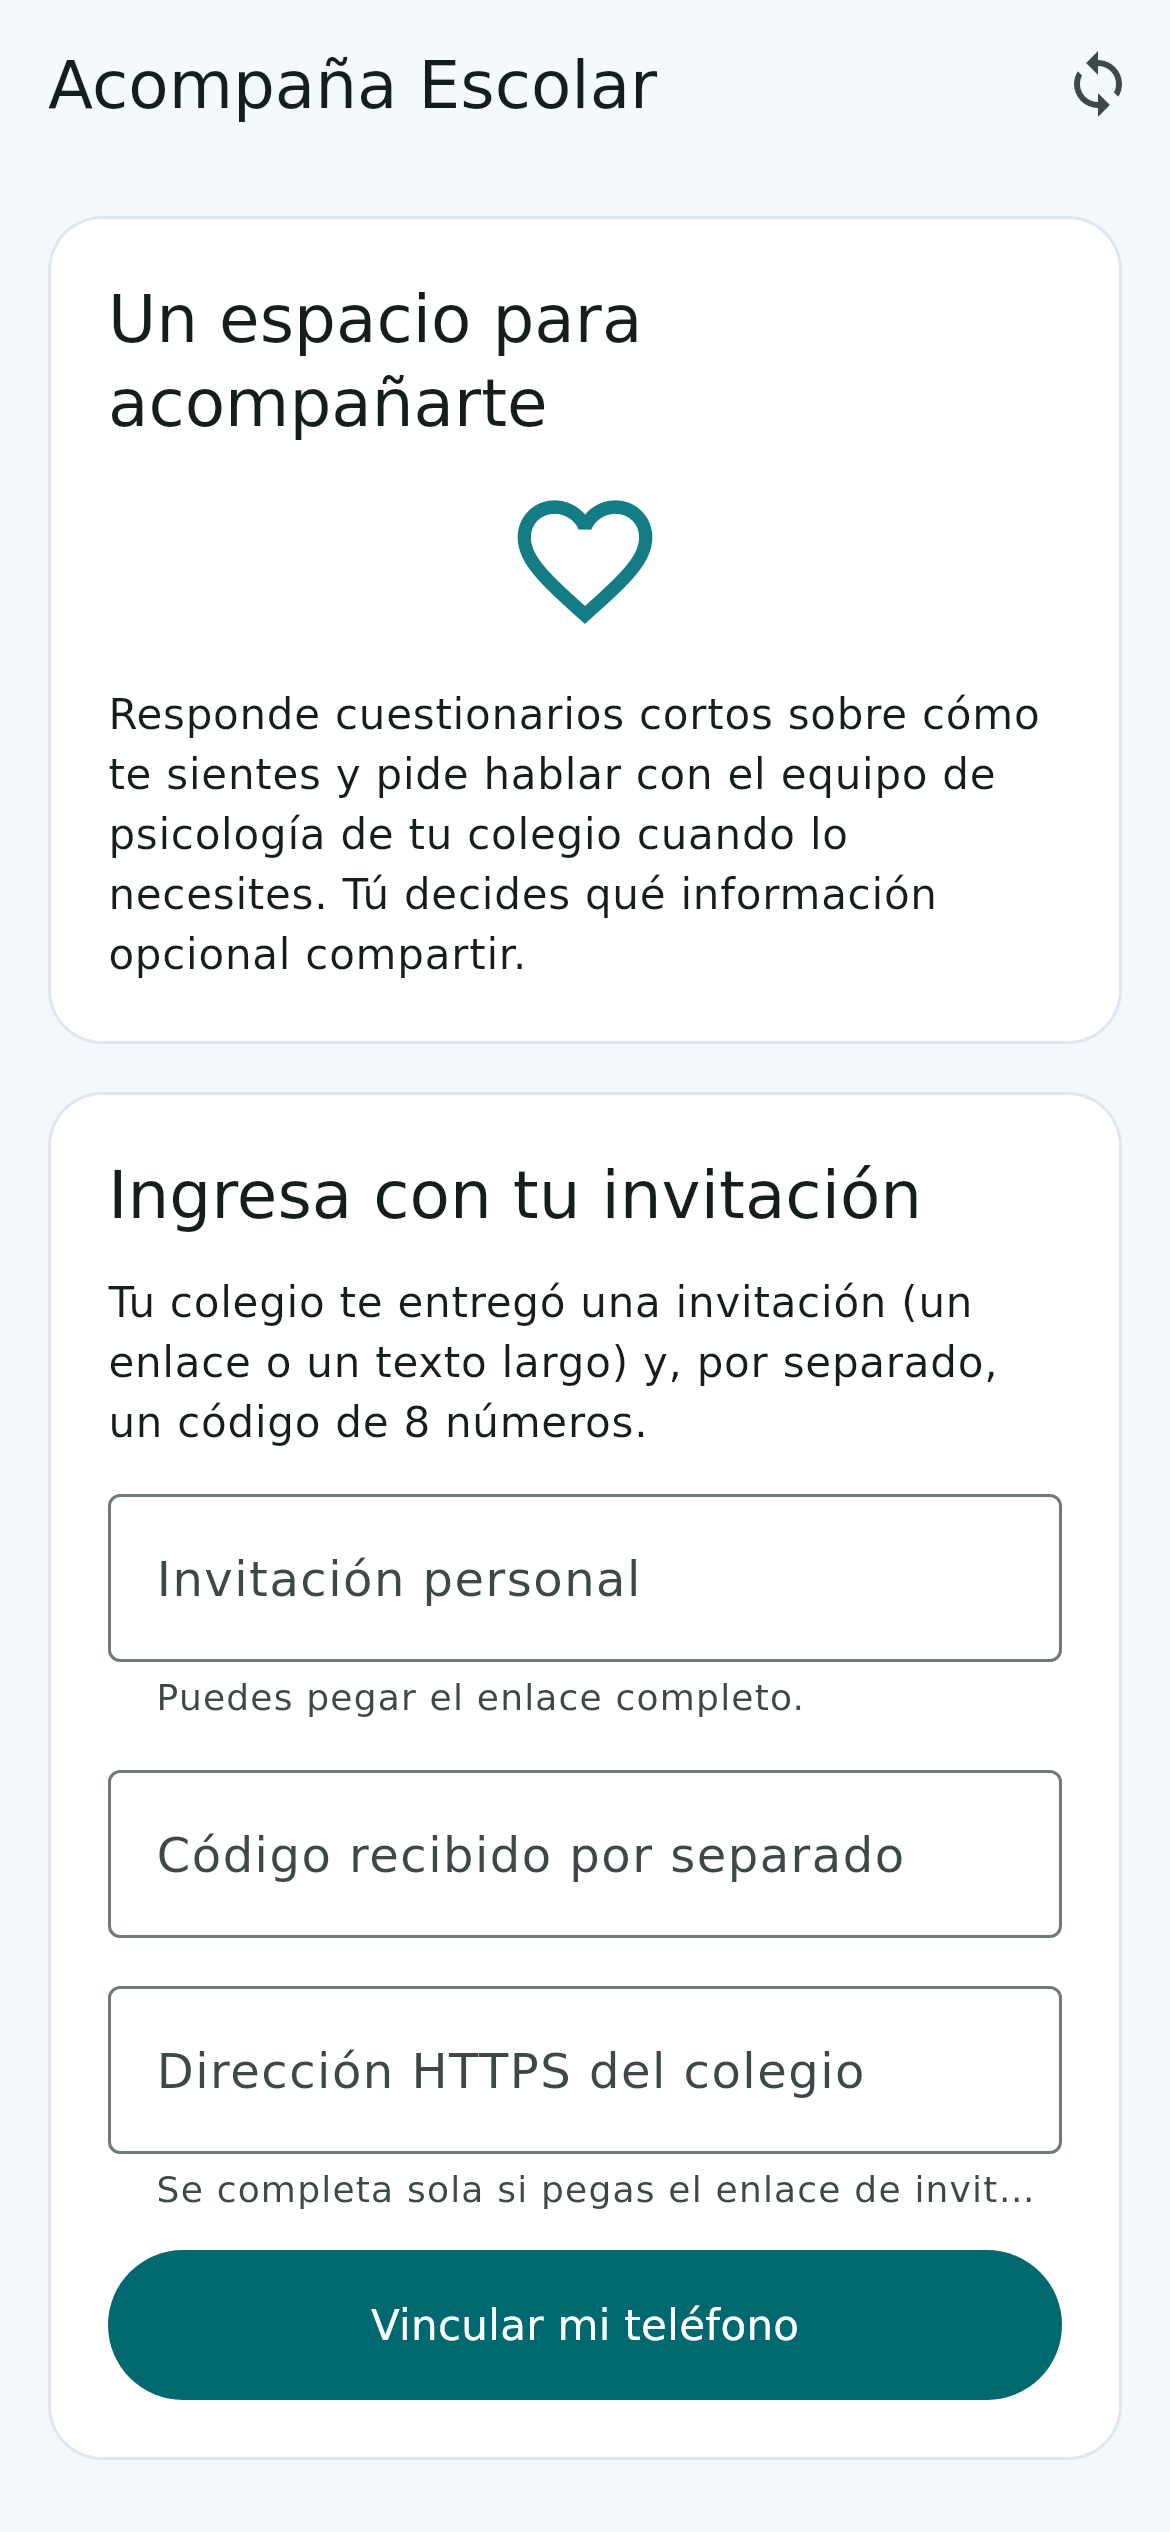 Acompaña Escolar
Un espacio para
acompañarte
Responde cuestionarios cortos sobre cómo
te sientes y pide hablar con el equipo de
psicología de tu colegio cuando lo
necesites. Tú decides qué información
opcional compartir.
Ingresa con tu invitación
Tu colegio te entregó una invitación (un
enlace o un texto largo) y, por separado,
un código de 8 números.
Invitación personal
Puedes pegar el enlace completo.
Código recibido por separado
Dirección HTTPS del colegio
Se completa sola si pegas el enlace de invit...
Vincular mi teléfono